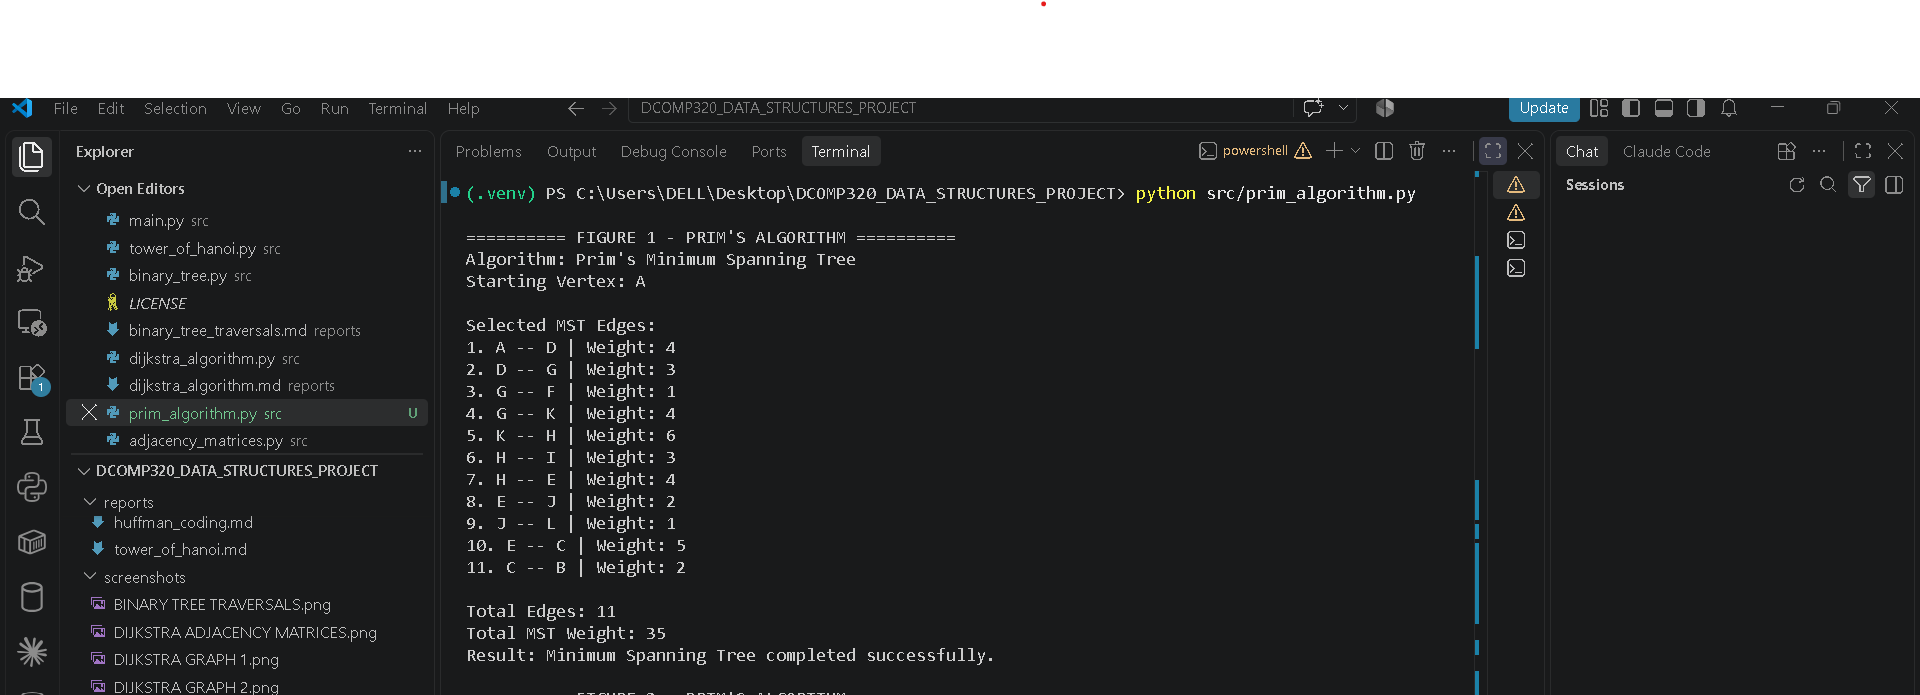 File Edit Selection View Go Run Terminal Help
DCOMP320_DATA_STRUCTURES_PROJECT
Update
Explorer
Open Editors
main.py src
tower_of_hanoi.py src
binary_tree.py src
LICENSE
binary_tree_traversals.md reports
dijkstra_algorithm.py src
dijkstra_algorithm.md reports
prim_algorithm.py src U
adjacency_matrices.py src
DCOMP320_DATA_STRUCTURES_PROJECT
reports
huffman_coding.md
tower_of_hanoi.md
screenshots
BINARY TREE TRAVERSALS.png
DIJKSTRA ADJACENCY MATRICES.png
DIJKSTRA GRAPH 1.png
DIJKSTRA GRAPH 2.png
1
Problems Output Debug Console Ports Terminal
powershell
(.venv) PS C:\Users\DELL\Desktop\DCOMP320_DATA_STRUCTURES_PROJECT> python src/prim_algorithm.py
========== FIGURE 1 - PRIM'S ALGORITHM ==========
Algorithm: Prim's Minimum Spanning Tree
Starting Vertex: A
Selected MST Edges:
1. A -- D | Weight: 4
2. D -- G | Weight: 3
3. G -- F | Weight: 1
4. G -- K | Weight: 4
5. K -- H | Weight: 6
6. H -- I | Weight: 3
7. H -- E | Weight: 4
8. E -- J | Weight: 2
9. J -- L | Weight: 1
10. E -- C | Weight: 5
11. C -- B | Weight: 2
Total Edges: 11
Total MST Weight: 35
Result: Minimum Spanning Tree completed successfully.
Chat Claude Code
Sessions